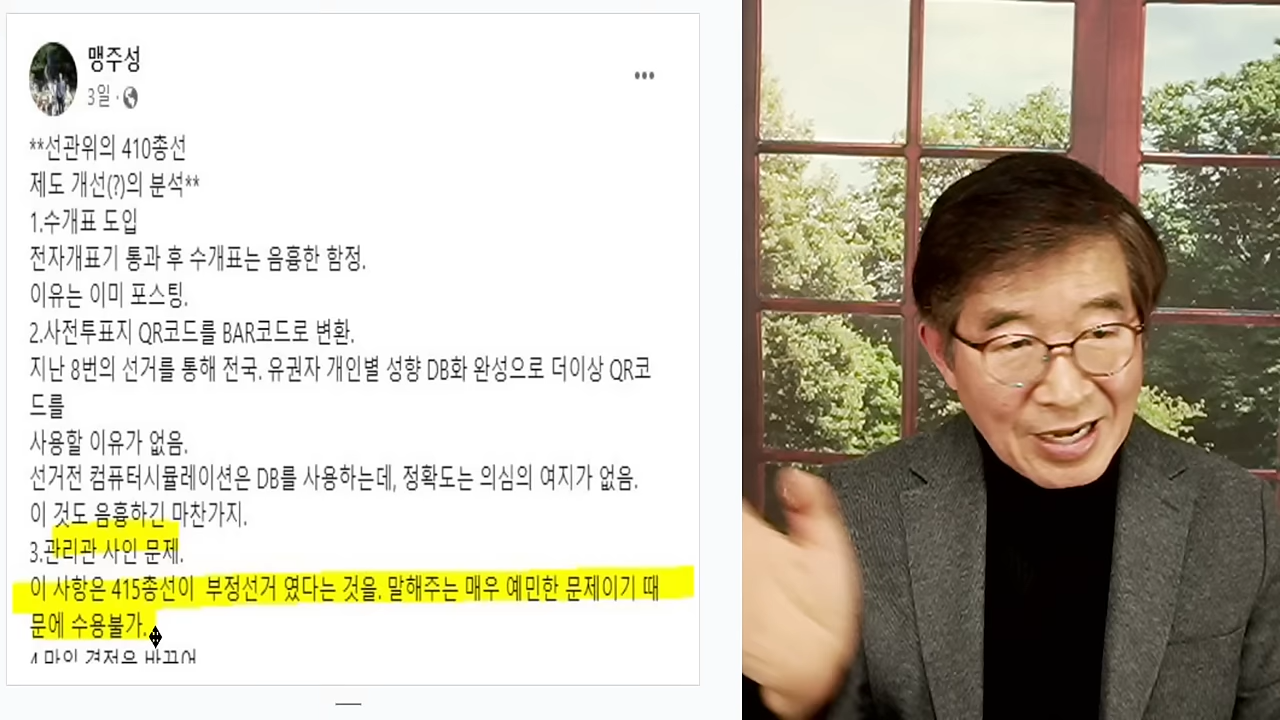 맹주성
3일 ·
**선관위의 410총선
제도 개선(?)의 분석**
1.수개표 도입
전자개표기 통과 후 수개표는 음흉한 함정.
이유는 이미 포스팅.
2.사전투표지 QR코드를 BAR코드로 변환.
지난 8번의 선거를 통해 전국. 유권자 개인별 성향 DB화 완성으로 더이상 QR코
드를
사용할 이유가 없음.
선거전 컴퓨터시뮬레이션은 DB를 사용하는데, 정확도는 의심의 여지가 없음.
이 것도 음흉하긴 마찬가지.
3.관리관 사인 문제.
이 사항은 415총선이 부정선거 였다는 것을. 말해주는 매우 예민한 문제이기 때
문에 수용불가.